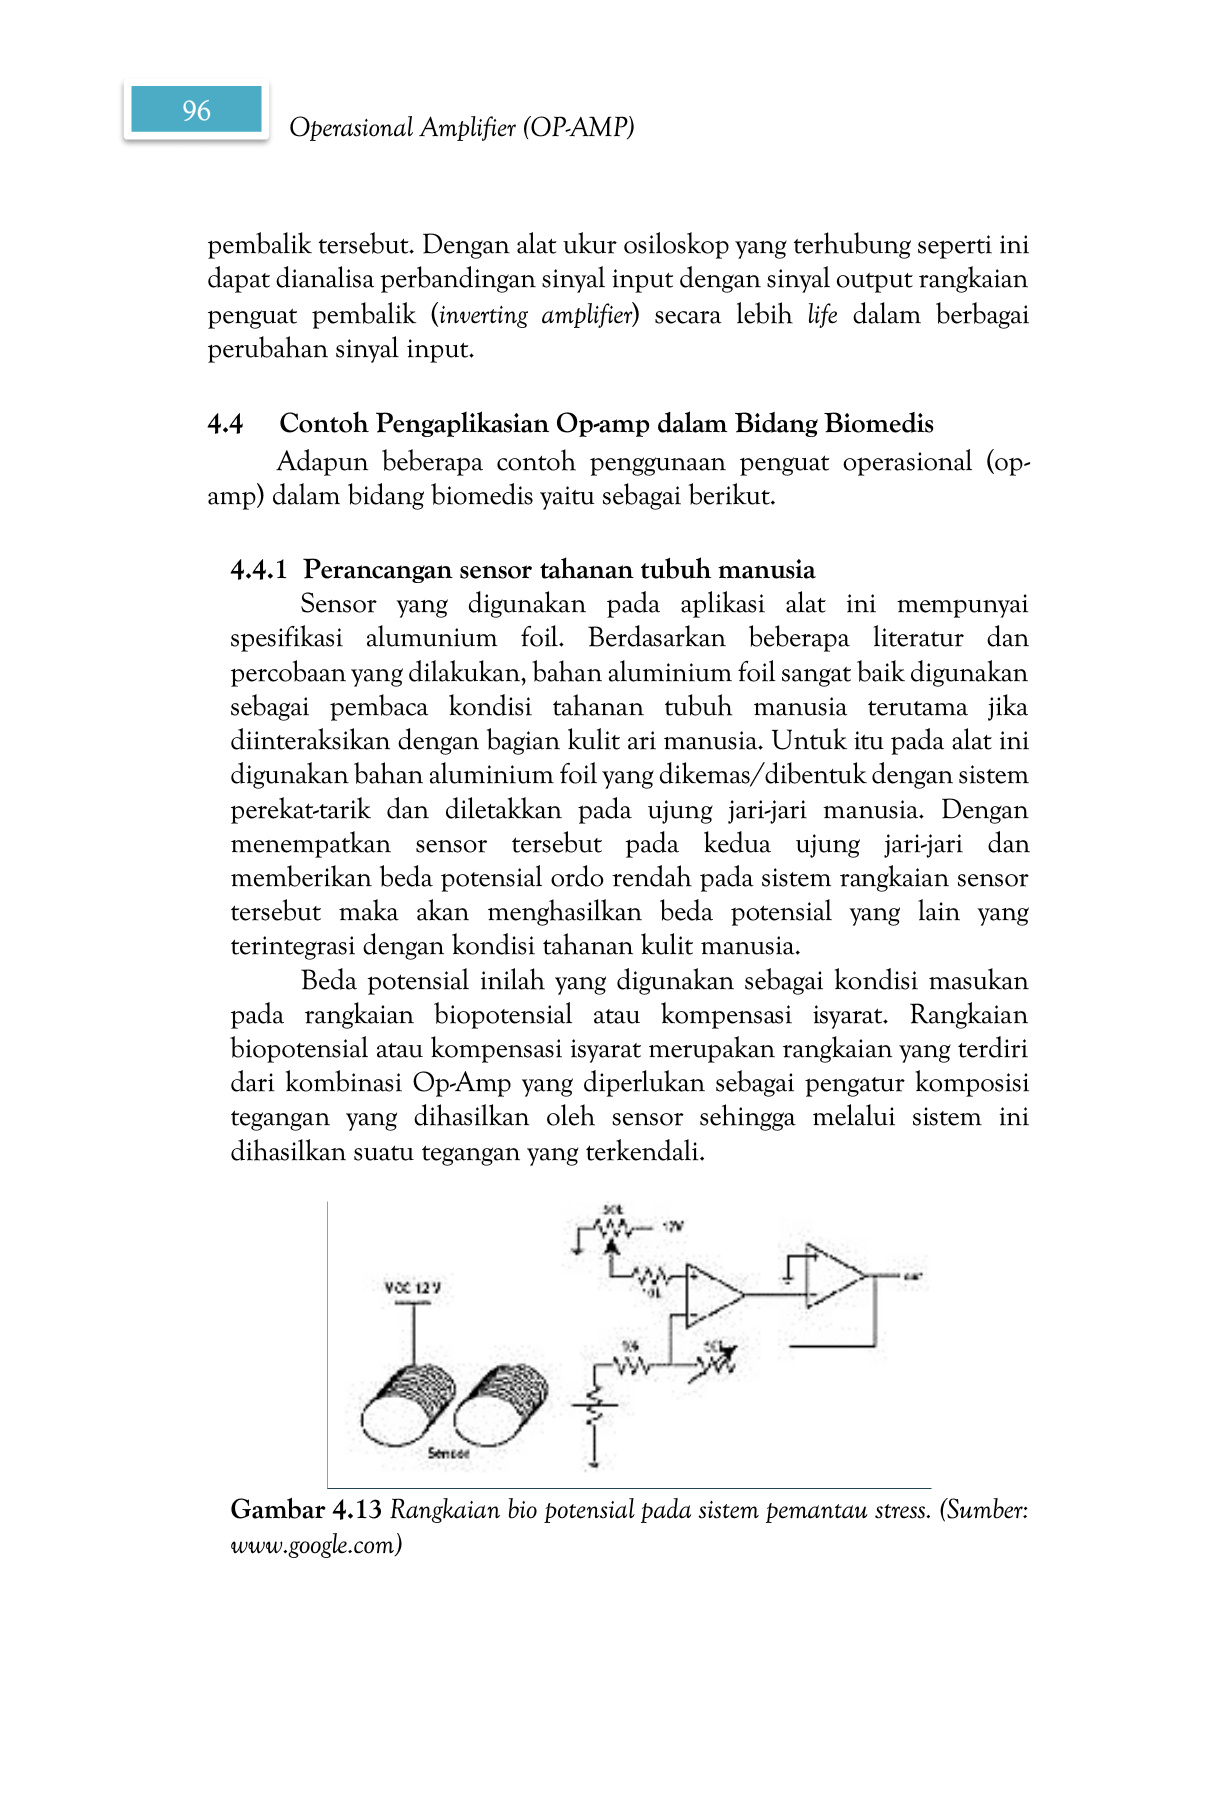 96
Operasional Amplifier (OP-AMP)
pembalik tersebut. Dengan alat ukur osiloskop yang terhubung seperti ini
dapat dianalisa perbandingan sinyal input dengan sinyal output rangkaian
penguat pembalik (inverting amplifier) secara lebih life dalam berbagai
perubahan sinyal input.
4.4 Contoh Pengaplikasian Op-amp dalam Bidang Biomedis
Adapun beberapa contoh penggunaan penguat operasional (op-
amp) dalam bidang biomedis yaitu sebagai berikut.
4.4.1 Perancangan sensor tahanan tubuh manusia
Sensor yang digunakan pada aplikasi alat ini mempunyai
spesifikasi alumunium foil. Berdasarkan beberapa literatur dan
percobaan yang dilakukan, bahan aluminium foil sangat baik digunakan
sebagai pembaca kondisi tahanan tubuh manusia terutama jika
diinteraksikan dengan bagian kulit ari manusia. Untuk itu pada alat ini
digunakan bahan aluminium foil yang dikemas/dibentuk dengan sistem
perekat-tarik dan diletakkan pada ujung jari-jari manusia. Dengan
menempatkan sensor tersebut pada kedua ujung jari-jari dan
memberikan beda potensial ordo rendah pada sistem rangkaian sensor
tersebut maka akan menghasilkan beda potensial yang lain yang
terintegrasi dengan kondisi tahanan kulit manusia.
Beda potensial inilah yang digunakan sebagai kondisi masukan
pada rangkaian biopotensial atau kompensasi isyarat. Rangkaian
biopotensial atau kompensasi isyarat merupakan rangkaian yang terdiri
dari kombinasi Op-Amp yang diperlukan sebagai pengatur komposisi
tegangan yang dihasilkan oleh sensor sehingga melalui sistem ini
dihasilkan suatu tegangan yang terkendali.
12V
VCC 12 V
Sensor
Gambar 4.13 Rangkaian bio potensial pada sistem pemantau stress. (Sumber:
www.google.com)